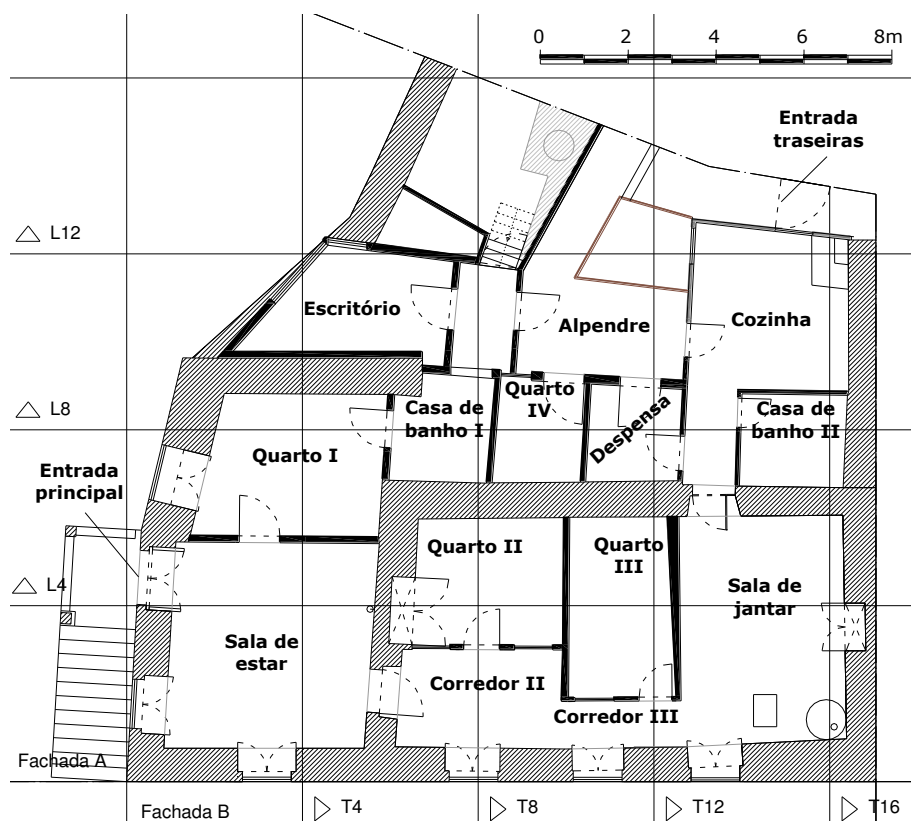 0 2 4 6 8m
Entrada
traseiras
L12
Escritório
Alpendre
Cozinha
L8
Casa de
banho I
Quarto
IV
Despensa
Casa de
banho II
Entrada
principal
Quarto I
L4
Quarto II
Quarto
III
Sala de
jantar
Sala de
estar
Corredor II
Corredor III
Fachada A
Fachada B
T4
T8
T12
T16